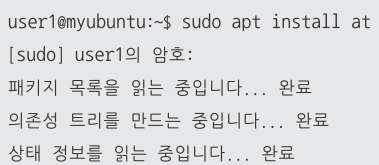 user1@myubuntu:~$ sudo apt install at
[sudo] user1의 암호:
패키지 목록을 읽는 중입니다... 완료
의존성 트리를 만드는 중입니다... 완료
상태 정보를 읽는 중입니다... 완료